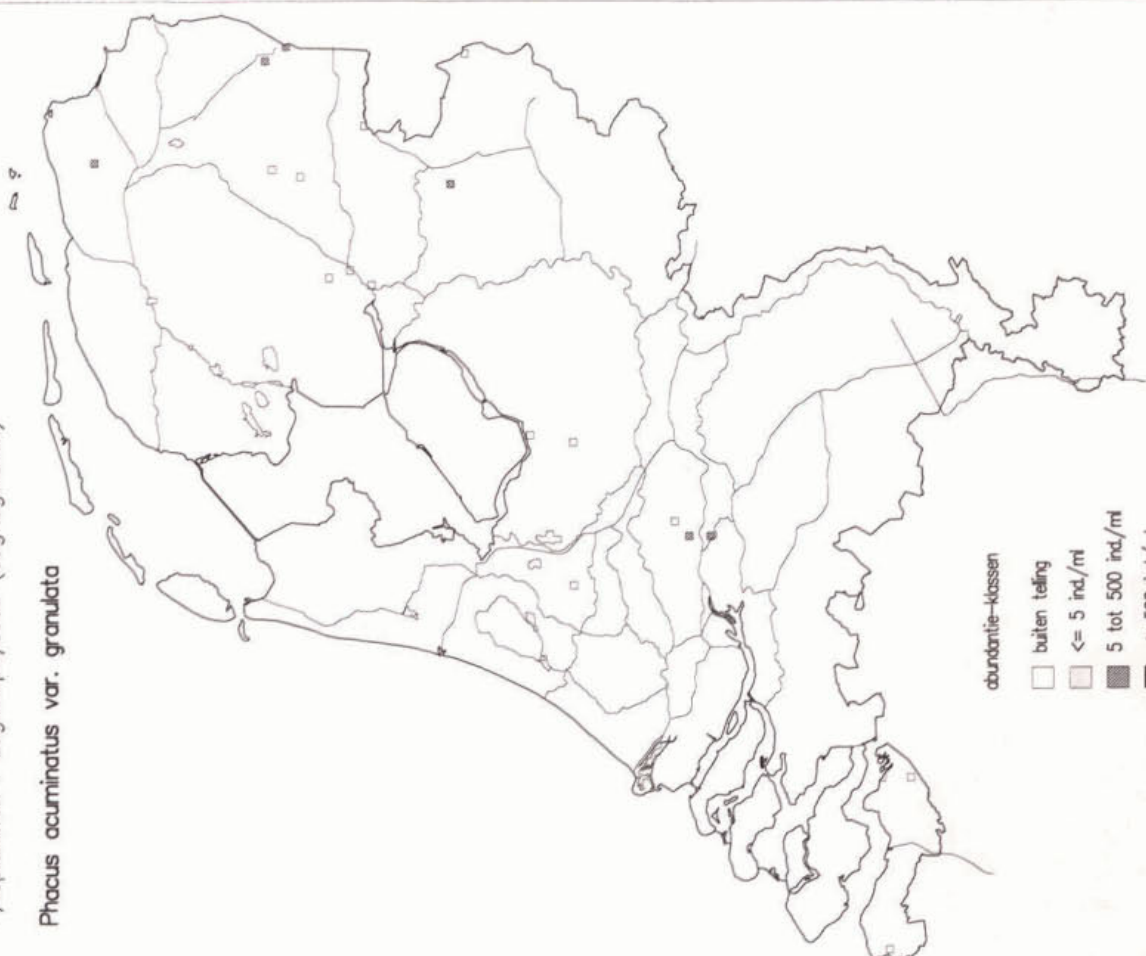 Phacus acuminatus var. granulata
abundantie-klassen
buiten telling
<= 5 ind./ml
5 tot 500 ind./ml